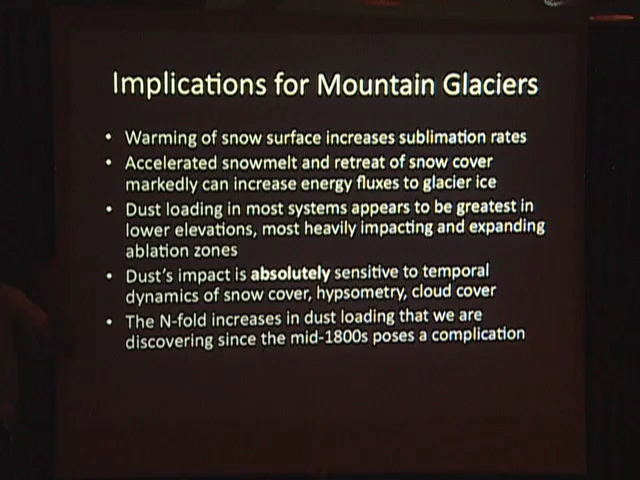 Implications for Mountain Glaciers
• Warming of snow surface increases sublimation rates
• Accelerated snowmelt and retreat of snow cover
markedly can increase energy fluxes to glacier ice
• Dust loading in most systems appears to be greatest in
lower elevations, most heavily impacting and expanding
ablation zones
• Dust's impact is absolutely sensitive to temporal
dynamics of snow cover, hypsometry, cloud cover
• The N-fold increases in dust loading that we are
discovering since the mid-1800s poses a complication